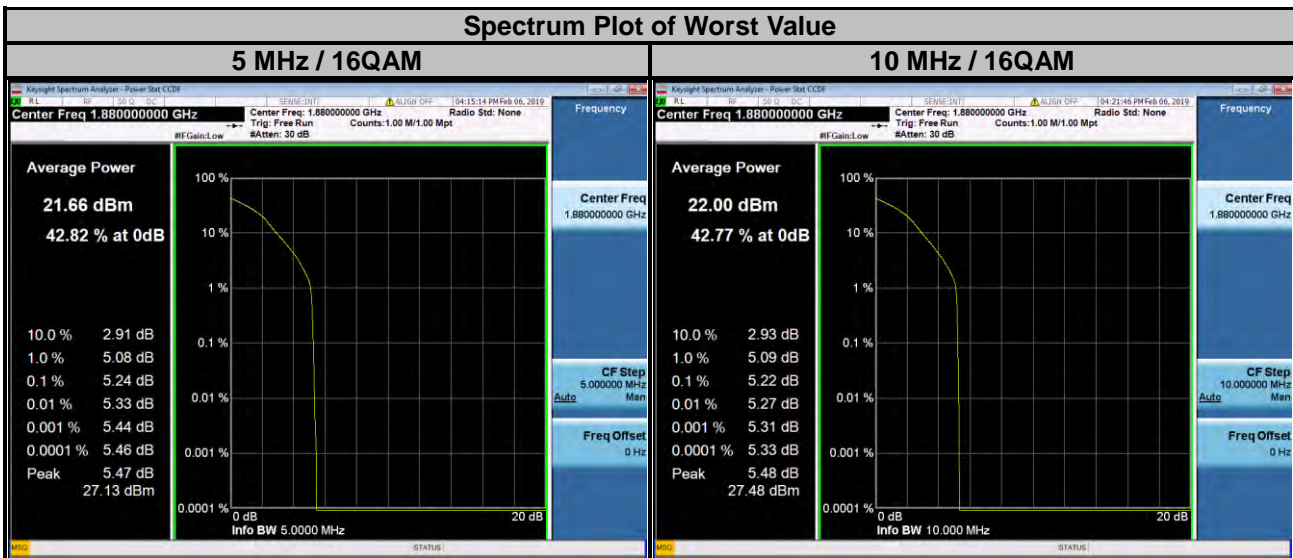 Spectrum Plot of Worst Value
5 MHz / 16QAM
10 MHz / 16QAM
Keysight Spectrum Analyzer - Power Stat CCDF
RL RF 50 Ω DC SENSE:INT ALIGN OFF 04:15:14 PM Feb 06, 2019
Center Freq 1.880000000 GHz
Center Freq: 1.880000000 GHz Radio Std: None
Trig: Free Run Counts:1.00 M/1.00 Mpt
#IFGain:Low #Atten: 30 dB
Frequency
Average Power
21.66 dBm
42.82 % at 0dB
10.0 % 2.91 dB
1.0 % 5.08 dB
0.1 % 5.24 dB
0.01 % 5.33 dB
0.001 % 5.44 dB
0.0001 % 5.46 dB
Peak 5.47 dB
27.13 dBm
100 %
10 %
1 %
0.1 %
0.01 %
0.001 %
0.0001 %
0 dB 20 dB
Info BW 5.0000 MHz
Center Freq
1.880000000 GHz
CF Step
5.000000 MHz
Auto Man
Freq Offset
0 Hz
MSG STATUS
Keysight Spectrum Analyzer - Power Stat CCDF
RL RF 50 Ω DC SENSE:INT ALIGN OFF 04:21:46 PM Feb 06, 2019
Center Freq 1.880000000 GHz
Center Freq: 1.880000000 GHz Radio Std: None
Trig: Free Run Counts:1.00 M/1.00 Mpt
#IFGain:Low #Atten: 30 dB
Frequency
Average Power
22.00 dBm
42.77 % at 0dB
10.0 % 2.93 dB
1.0 % 5.09 dB
0.1 % 5.22 dB
0.01 % 5.27 dB
0.001 % 5.31 dB
0.0001 % 5.33 dB
Peak 5.48 dB
27.48 dBm
100 %
10 %
1 %
0.1 %
0.01 %
0.001 %
0.0001 %
0 dB 20 dB
Info BW 10.000 MHz
Center Freq
1.880000000 GHz
CF Step
10.000000 MHz
Auto Man
Freq Offset
0 Hz
MSG STATUS